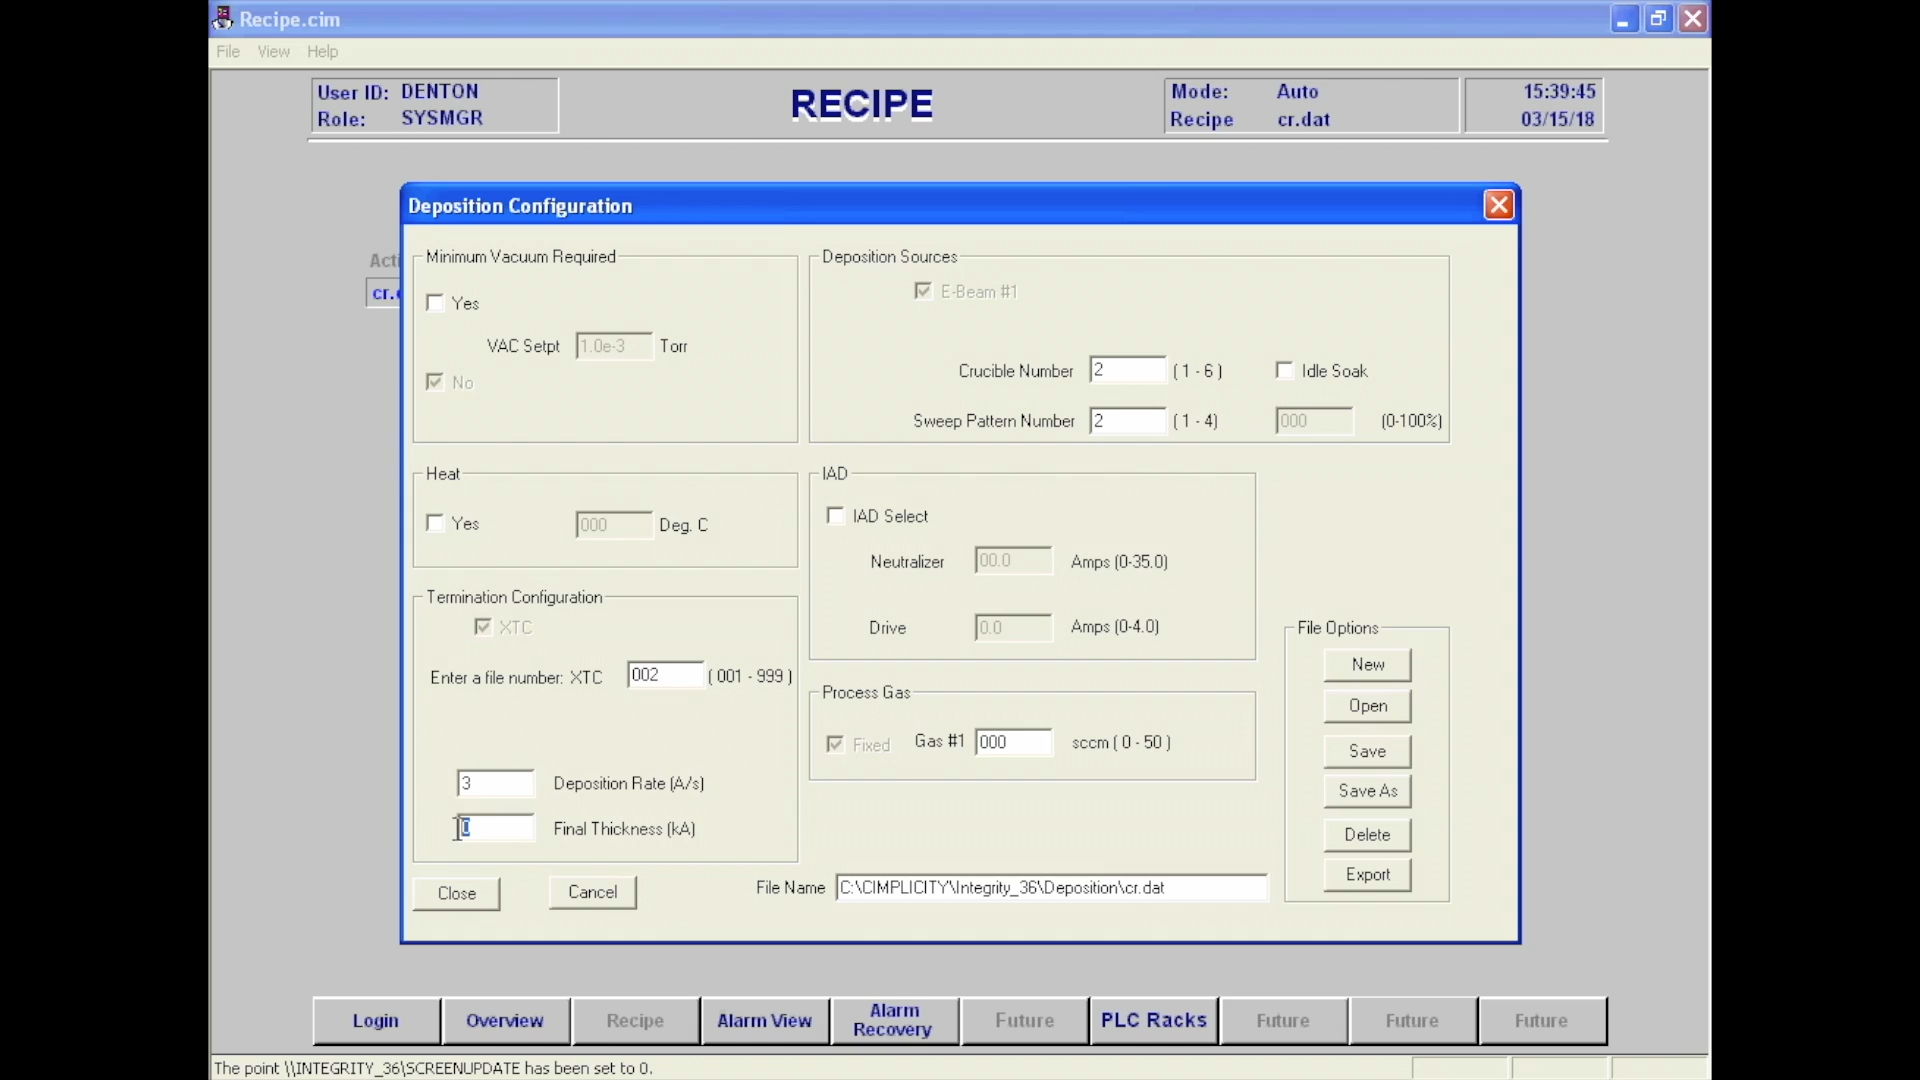 Recipe.cim
File View Help
User ID: DENTON
Role: SYSMGR
RECIPE
Mode: Auto
Recipe cr.dat
15:39:45
03/15/18
Deposition Configuration
Minimum Vacuum Required
Yes
VAC Setpt 1.0e-3 Torr
No
Deposition Sources
E-Beam #1
Crucible Number 2 ( 1 - 6 ) Idle Soak
Sweep Pattern Number 2 ( 1 - 4) 000 (0-100%)
Heat
Yes 000 Deg. C
IAD
IAD Select
Neutralizer 00.0 Amps (0-35.0)
Drive 0.0 Amps (0-4.0)
Termination Configuration
XTC
Enter a file number: XTC 002 ( 001 - 999 )
3 Deposition Rate (A/s)
Final Thickness (kA)
Process Gas
Fixed Gas #1 000 sccm ( 0 - 50 )
File Options
New
Open
Save
Save As
Delete
Export
Close Cancel File Name C:\CIMPLICITY\Integrity_36\Deposition\cr.dat
Login Overview Recipe Alarm View Alarm Recovery Future PLC Racks Future Future Future
The point \\INTEGRITY_36\SCREENUPDATE has been set to 0.